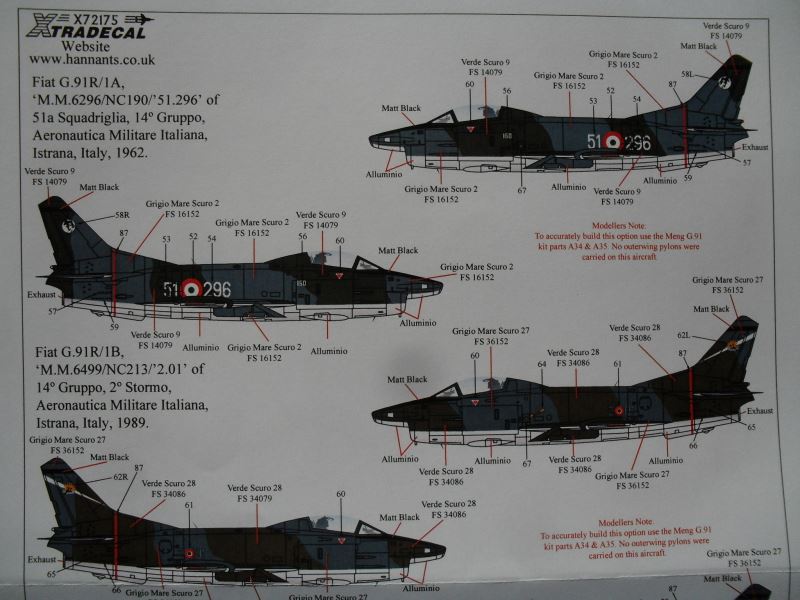 X72175
XTRADECAL
Website
www.hannants.co.uk
Fiat G.91R/1A,
‘M.M.6296/NC190/’51.296’ of
51a Squadriglia, 14º Gruppo,
Aeronautica Militare Italiana,
Istrana, Italy, 1962.
Verde Scuro 9
FS 14079
Matt Black
Grigio Mare Scuro 2
FS 16152
Verde Scuro 9
FS 14079
Grigio Mare Scuro 2
FS 16152
58L
87
56
53
52
54
60
Matt Black
51
296
Exhaust
57
59
Alluminio
Grigio Mare Scuro 2
FS 16152
67
Alluminio
Verde Scuro 9
FS 14079
Verde Scuro 9
FS 14079
Matt Black
58R
87
Grigio Mare Scuro 2
FS 16152
53
52
54
Grigio Mare Scuro 2
FS 16152
Verde Scuro 9
FS 14079
56
60
Matt Black
Grigio Mare Scuro 2
FS 16152
51
296
Exhaust
57
59
Verde Scuro 9
FS 14079
Alluminio
Grigio Mare Scuro 2
FS 16152
Alluminio
Alluminio
Modellers Note:
To accurately build this option use the Meng G.91
kit parts A34 & A35. No outerwing pylons were
carried on this aircraft.
Fiat G.91R/1B,
‘M.M.6499/NC213/’2.01’ of
14º Gruppo, 2º Stormo,
Aeronautica Militare Italiana,
Istrana, Italy, 1989.
Grigio Mare Scuro 27
FS 36152
Matt Black
62L
87
Verde Scuro 28
FS 34086
61
Verde Scuro 28
FS 34086
64
Grigio Mare Scuro 27
FS 36152
60
Matt Black
Exhaust
65
66
Alluminio
Verde Scuro 28
FS 34086
Alluminio
67
Verde Scuro 28
FS 34086
Grigio Mare Scuro 27
FS 36152
Alluminio
Grigio Mare Scuro 27
FS 36152
Matt Black
62R
87
Verde Scuro 28
FS 34086
61
Verde Scuro 28
FS 34079
60
Matt Black
Verde Scuro 28
FS 34086
Exhaust
65
66
Grigio Mare Scuro 27
Alluminio
Grigio Mare Scuro 27
Alluminio
Alluminio
Modellers Note:
To accurately build this option use the Meng G.91
kit parts A34 & A35. No outerwing pylons were
carried on this aircraft.
Grigio Mare Scuro 27
FS 36152
Matt Black